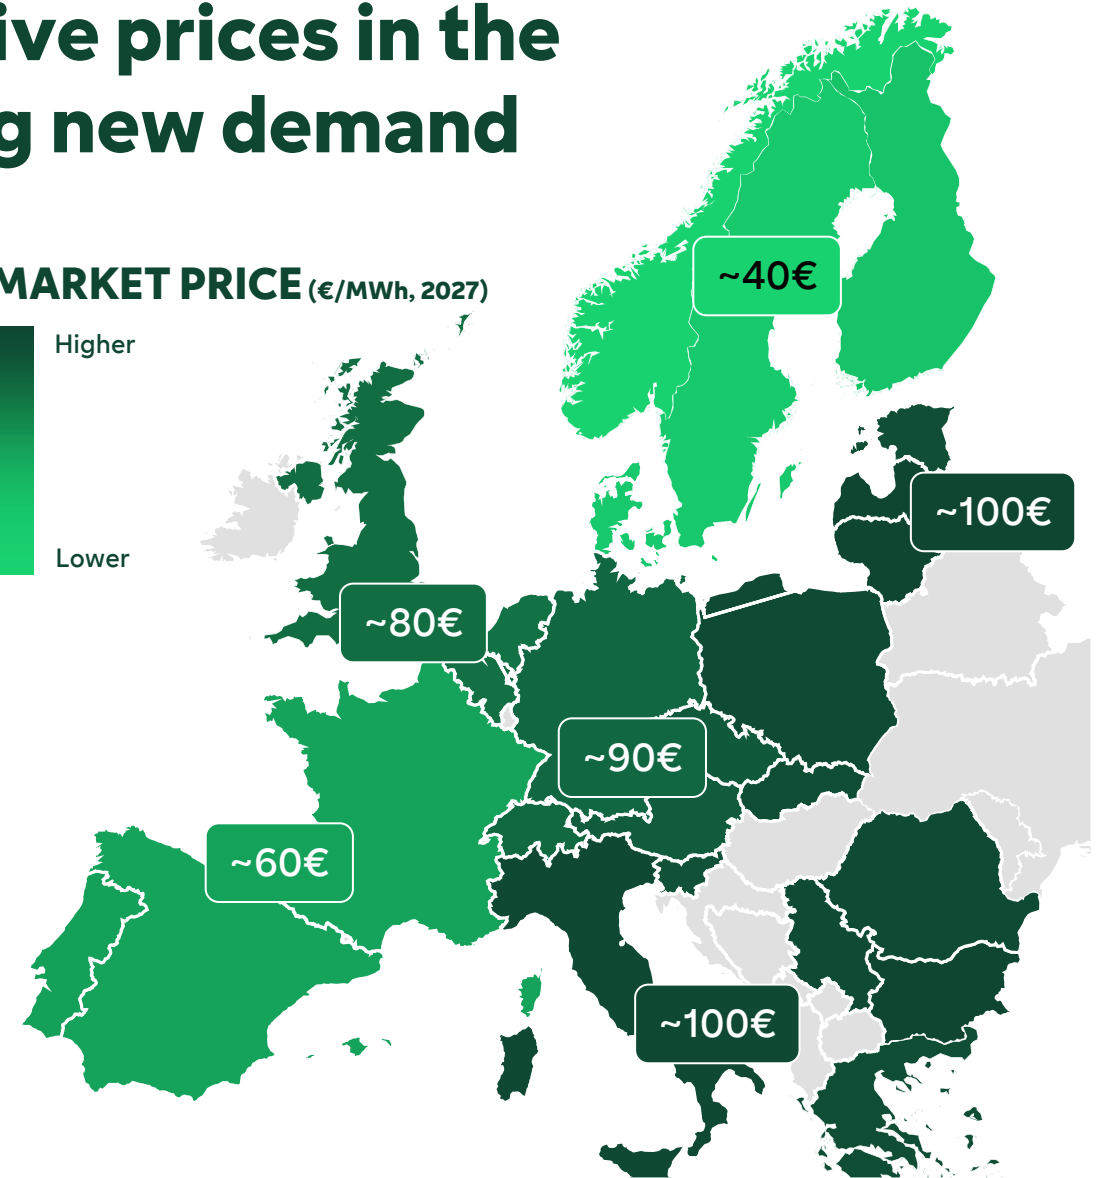 ive prices in the
g new demand
MARKET PRICE (€/MWh, 2027)
Higher
Lower
~40€
~100€
~80€
~90€
~60€
~100€